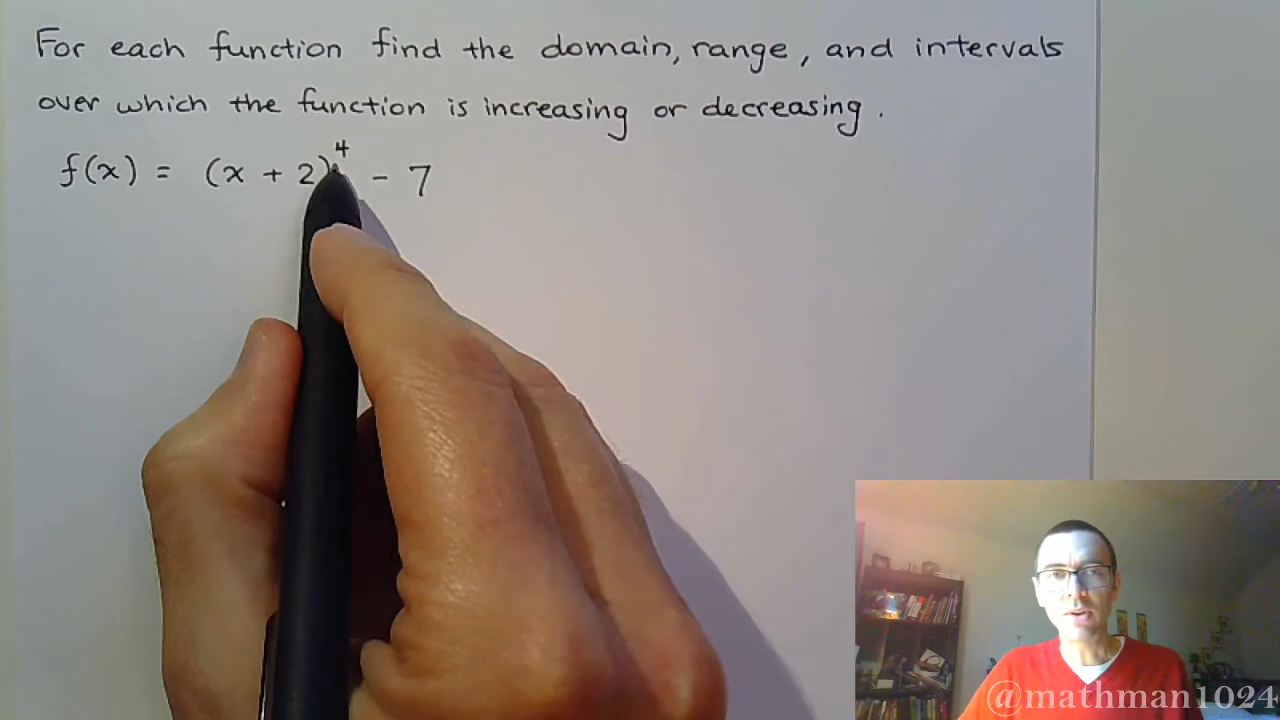 For each function find the domain, range, and intervals
over which the function is increasing or decreasing.
f(x) = (x + 2)⁴ - 7
@mathman1024